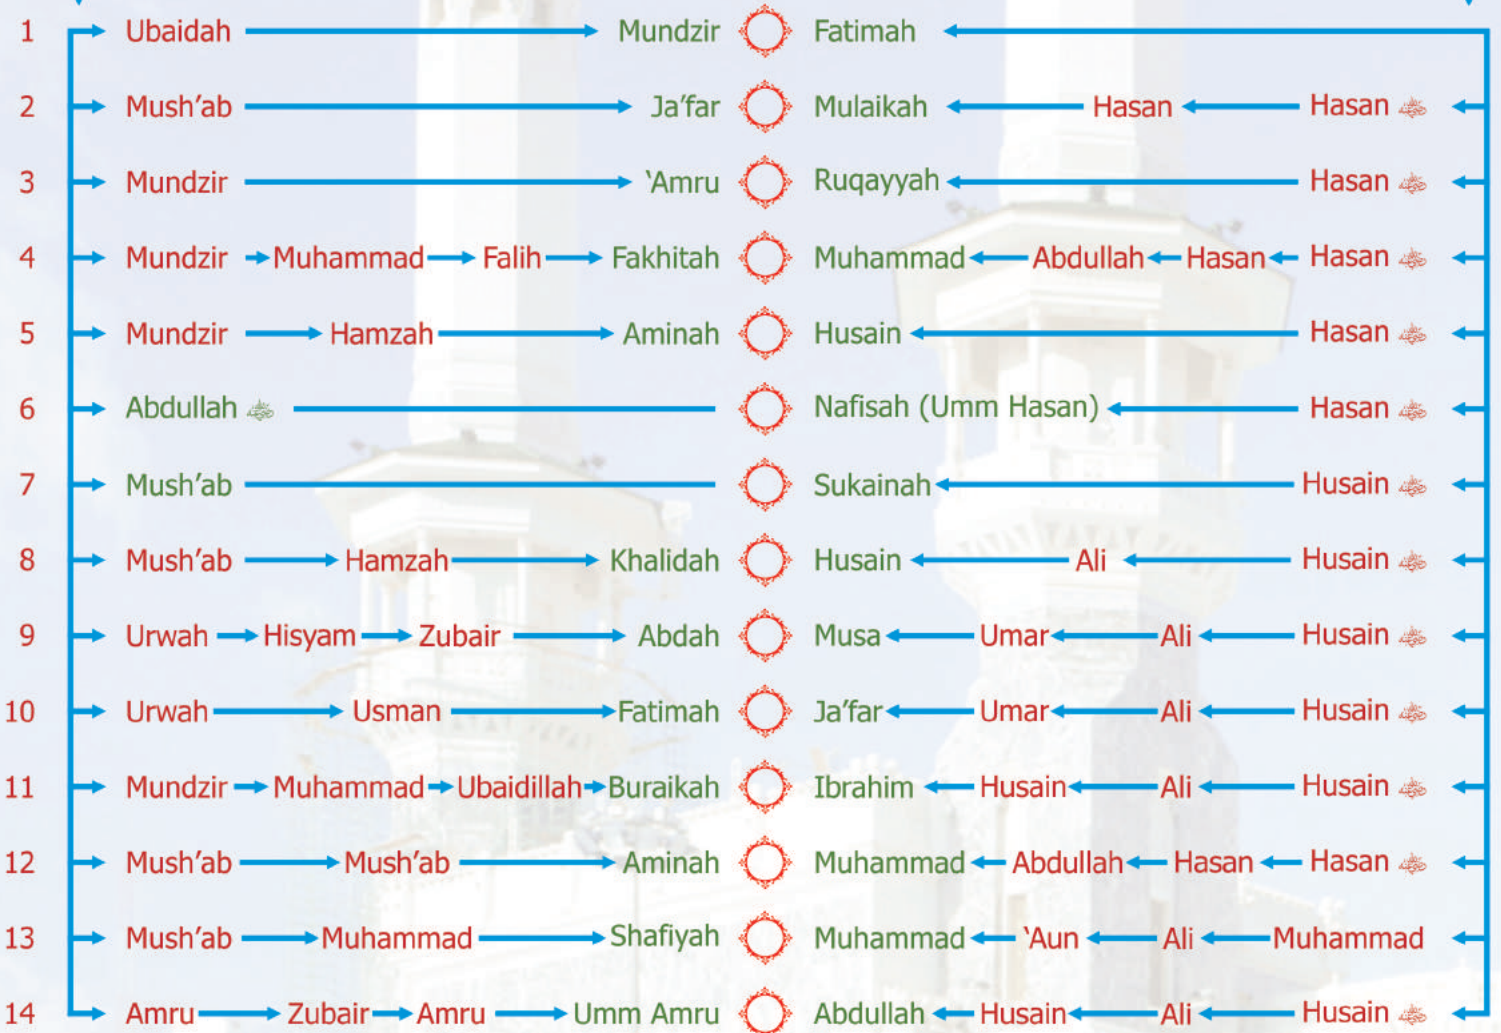 1 Ubaidah Mundzir Fatimah
2 Mush'ab Ja'far Mulaikah Hasan Hasan
3 Mundzir 'Amru Ruqayyah Hasan
4 Mundzir Muhammad Falih Fakhitah Muhammad Abdullah Hasan Hasan
5 Mundzir Hamzah Aminah Husain Hasan
6 Abdullah Nafisah (Umm Hasan) Hasan
7 Mush'ab Sukainah Husain
8 Mush'ab Hamzah Khalidah Husain Ali Husain
9 Urwah Hisyam Zubair Abdah Musa Umar Ali Husain
10 Urwah Usman Fatimah Ja'far Umar Ali Husain
11 Mundzir Muhammad Ubaidillah Buraikah Ibrahim Husain Ali Husain
12 Mush'ab Mush'ab Aminah Muhammad Abdullah Hasan Hasan
13 Mush'ab Muhammad Shafiyah Muhammad 'Aun Ali Muhammad
14 Amru Zubair Amru Umm Amru Abdullah Husain Ali Husain